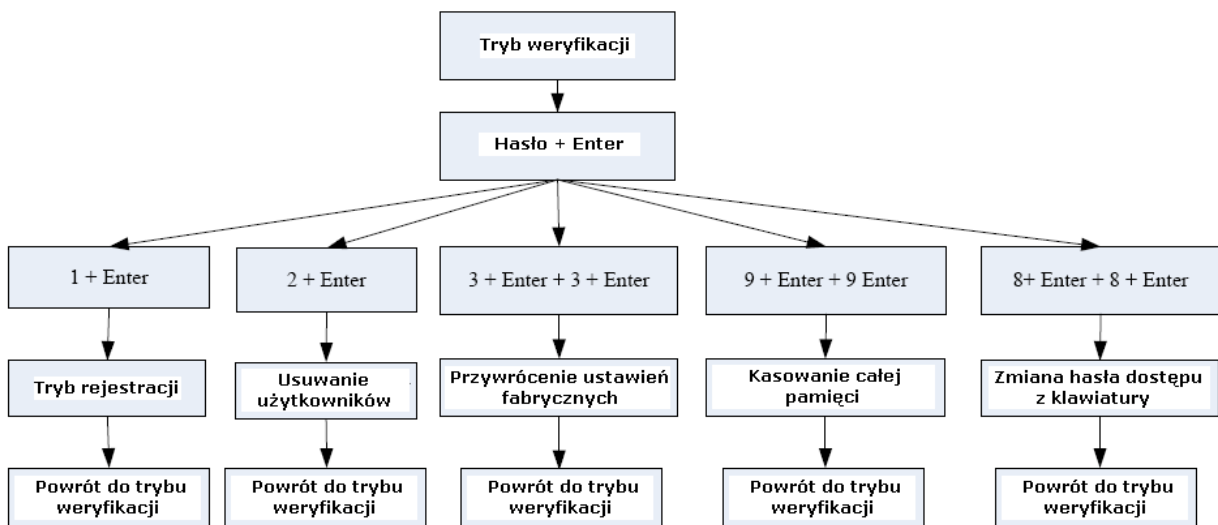 Tryb weryfikacji
Hasło + Enter
1 + Enter
2 + Enter
3 + Enter + 3 + Enter
9 + Enter + 9 Enter
8+ Enter + 8 + Enter
Tryb rejestracji
Usuwanie
użytkowników
Przywrócenie ustawień
fabrycznych
Kasowanie całej
pamięci
Zmiana hasła dostępu
z klawiatury
Powrót do trybu
weryfikacji
Powrót do trybu
weryfikacji
Powrót do trybu
weryfikacji
Powrót do trybu
weryfikacji
Powrót do trybu
weryfikacji